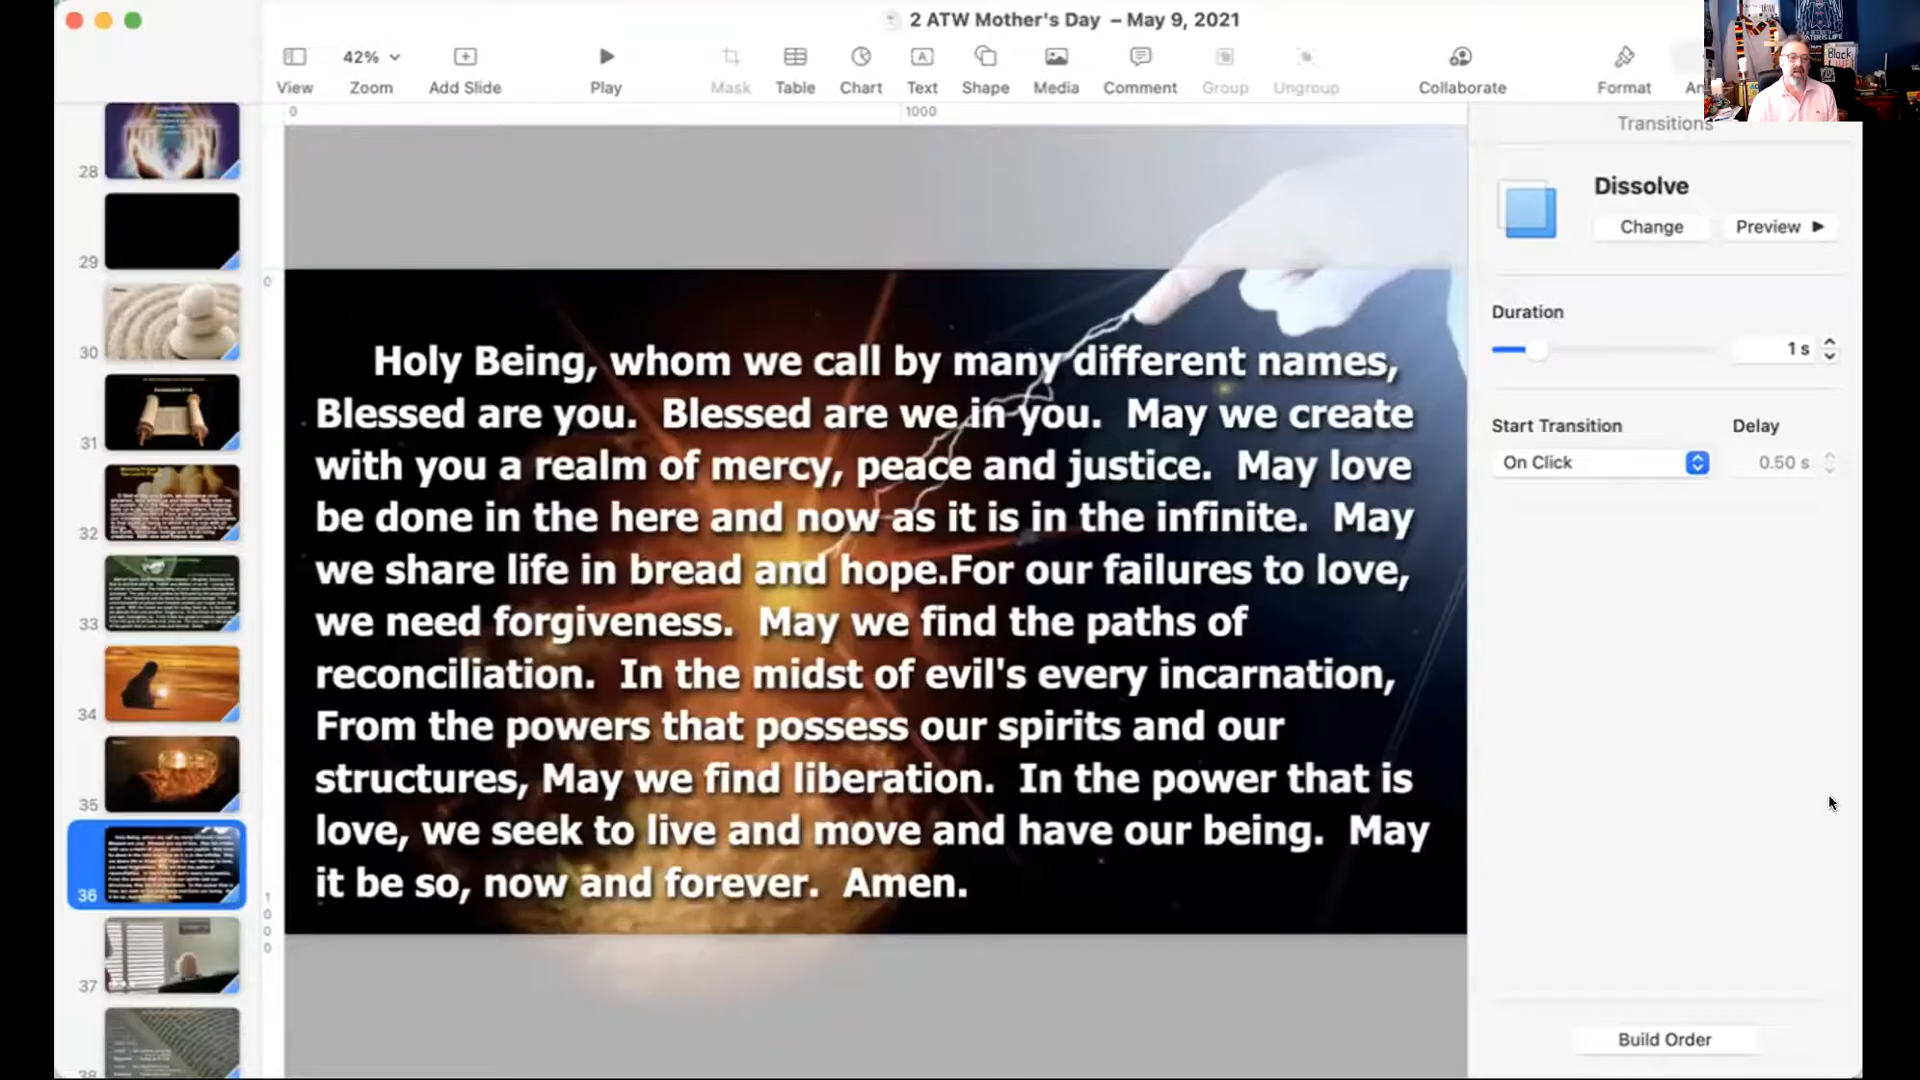 2 ATW Mother's Day – May 9, 2021
42%
View
Zoom
Add Slide
Play
Mask
Table
Chart
Text
Shape
Media
Comment
Group
Ungroup
Collaborate
Format
0
1000
Transitions
28
29
30
31
32
33
34
35
36
37
38
0
1000
Holy Being, whom we call by many different names,
Blessed are you.  Blessed are we in you.  May we create
with you a realm of mercy, peace and justice.  May love
be done in the here and now as it is in the infinite.  May
we share life in bread and hope.For our failures to love,
we need forgiveness.  May we find the paths of
reconciliation.  In the midst of evil's every incarnation,
From the powers that possess our spirits and our
structures, May we find liberation.  In the power that is
love, we seek to live and move and have our being.  May
it be so, now and forever.  Amen.
Dissolve
Change
Preview
Duration
1 s
Start Transition
Delay
On Click
0.50 s
Build Order